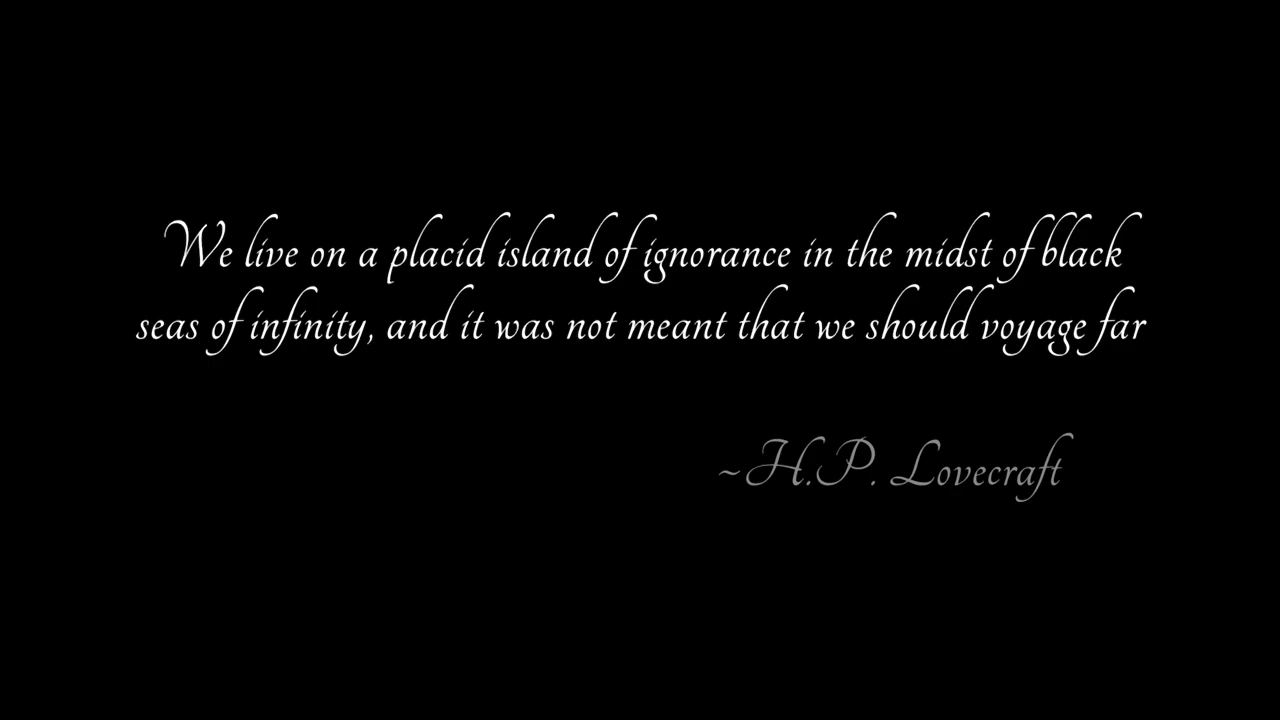 We live on a placid island of ignorance in the midst of black
seas of infinity, and it was not meant that we should voyage far
~H.P. Lovecraft